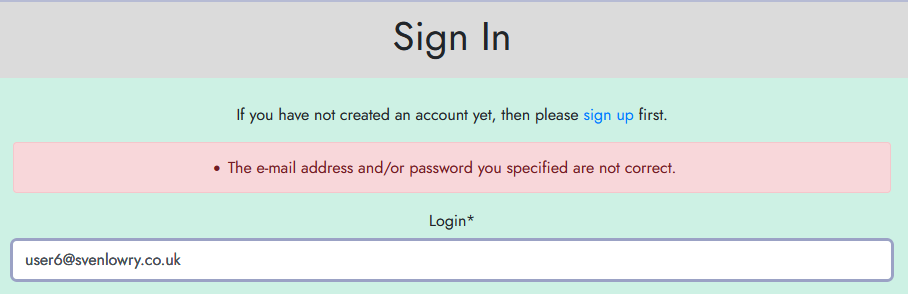 Sign In
If you have not created an account yet, then please sign up first.
• The e-mail address and/or password you specified are not correct.
Login*
user6@svenlowry.co.uk